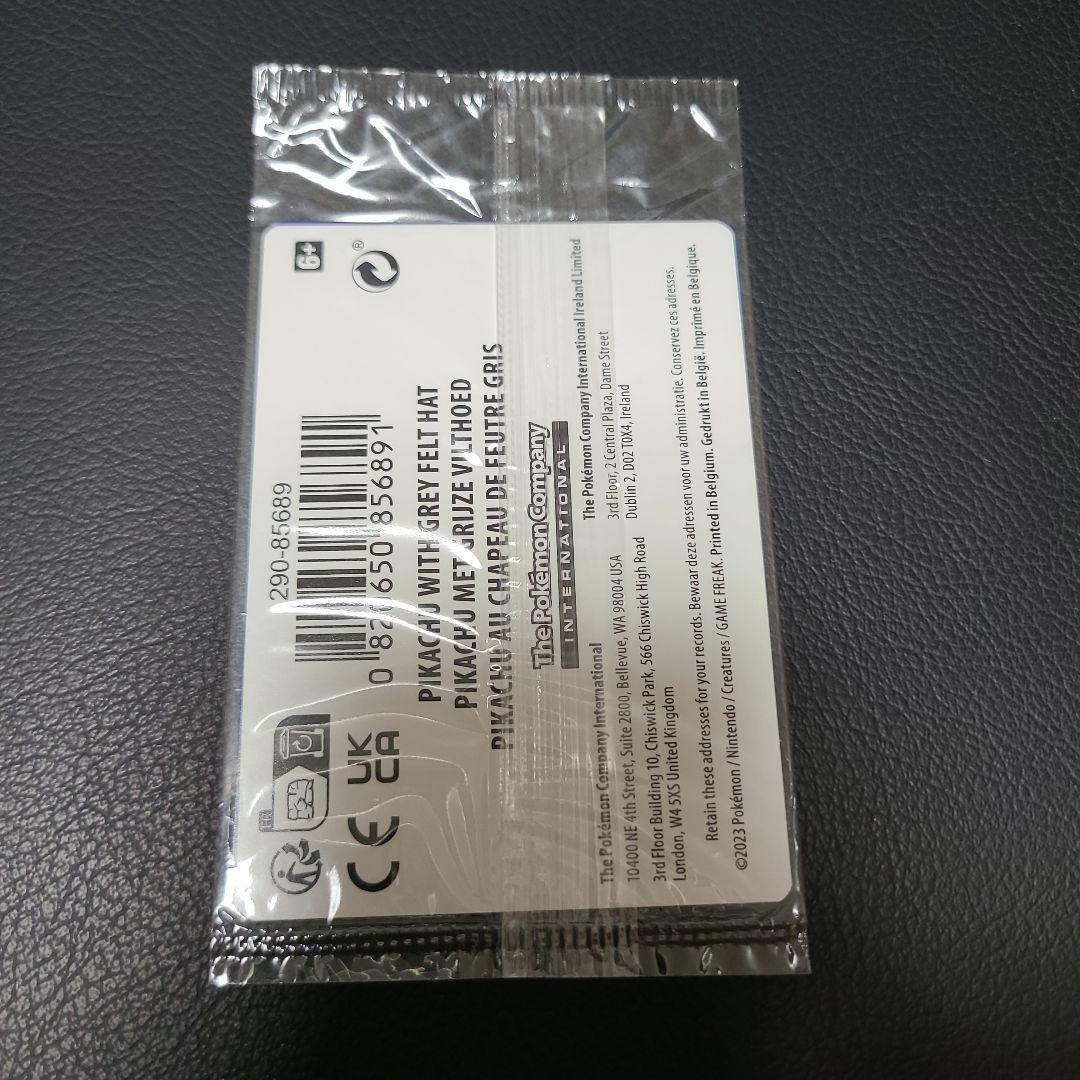 6+
®
290-85689
0 820650 856891
FR
CE
UK
CA
PIKACHU WITH GREY FELT HAT
PIKACHU MET GRIJZE VILTHOED
PIKACHU AU CHAPEAU DE FEUTRE GRIS
The Pokémon Company
INTERNATIONAL
The Pokémon Company International
10400 NE 4th Street, Suite 2800, Bellevue, WA 98004 USA
3rd Floor Building 10, Chiswick Park, 566 Chiswick High Road
London, W4 5XS United Kingdom
The Pokémon Company International Ireland Limited
3rd Floor, 2 Central Plaza, Dame Street
Dublin 2, D02 T0X4, Ireland
Retain these addresses for your records. Bewaar deze adressen voor uw administratie. Conservez ces adresses.
©2023 Pokémon / Nintendo / Creatures / GAME FREAK. Printed in Belgium. Gedrukt in België. Imprimé en Belgique.